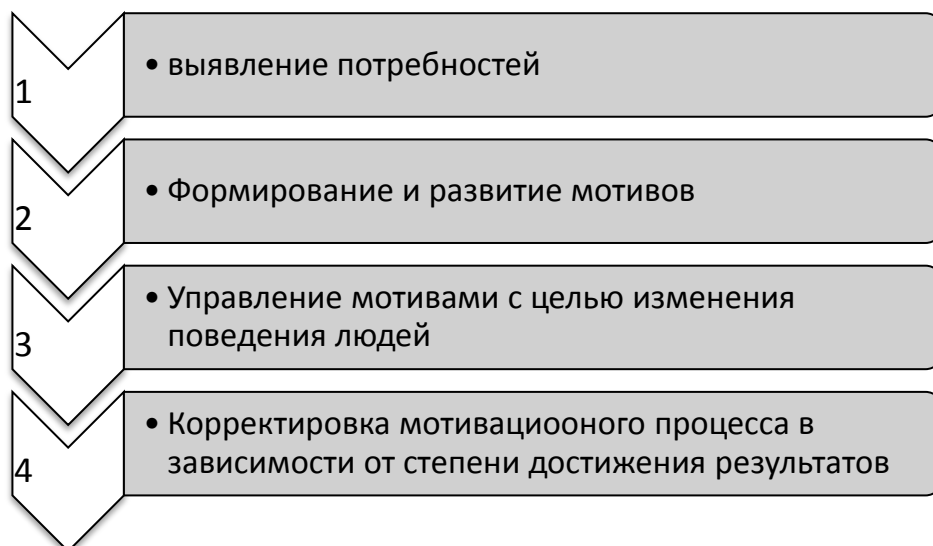 1
• выявление потребностей
2
• Формирование и развитие мотивов
3
• Управление мотивами с целью изменения
поведения людей
4
• Корректировка мотивациооного процесса в
зависимости от степени достижения результатов